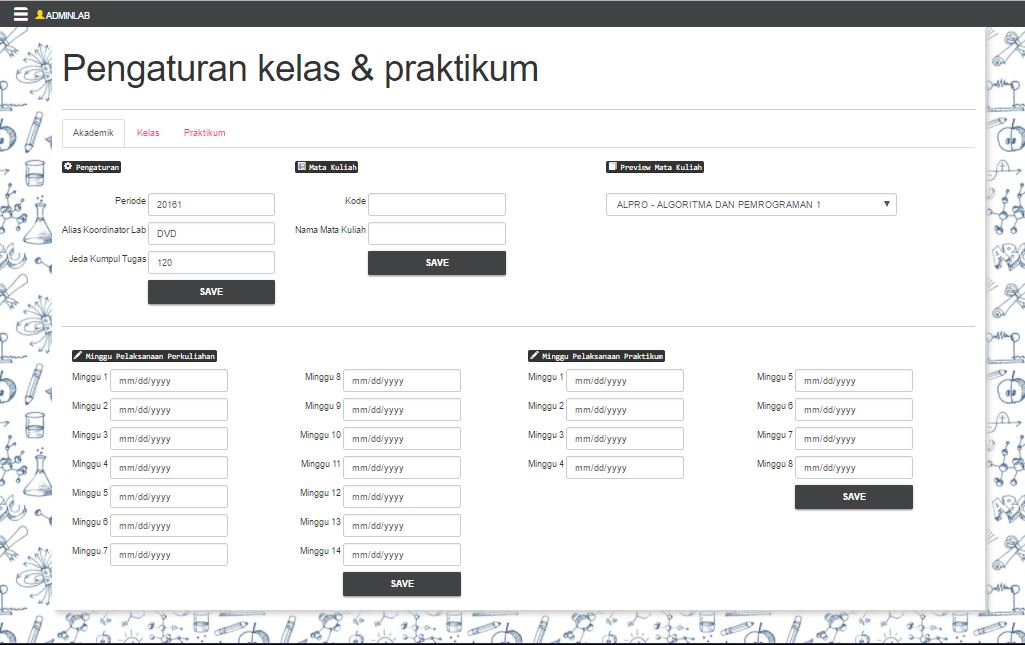 ADMINLAB
Pengaturan kelas & praktikum
Akademik Kelas Praktikum
Pengaturan
Periode 20161
Alias Koordinator Lab DVD
Jeda Kumpul Tugas 120
SAVE
Mata Kuliah
Kode
Nama Mata Kuliah
SAVE
Preview Mata Kuliah
ALPRO - ALGORITMA DAN PEMROGRAMAN 1
Minggu Pelaksanaan Perkuliahan
Minggu 1 mm/dd/yyyy
Minggu 2 mm/dd/yyyy
Minggu 3 mm/dd/yyyy
Minggu 4 mm/dd/yyyy
Minggu 5 mm/dd/yyyy
Minggu 6 mm/dd/yyyy
Minggu 7 mm/dd/yyyy
Minggu 8 mm/dd/yyyy
Minggu 9 mm/dd/yyyy
Minggu 10 mm/dd/yyyy
Minggu 11 mm/dd/yyyy
Minggu 12 mm/dd/yyyy
Minggu 13 mm/dd/yyyy
Minggu 14 mm/dd/yyyy
SAVE
Minggu Pelaksanaan Praktikum
Minggu 1 mm/dd/yyyy
Minggu 2 mm/dd/yyyy
Minggu 3 mm/dd/yyyy
Minggu 4 mm/dd/yyyy
Minggu 5 mm/dd/yyyy
Minggu 6 mm/dd/yyyy
Minggu 7 mm/dd/yyyy
Minggu 8 mm/dd/yyyy
SAVE